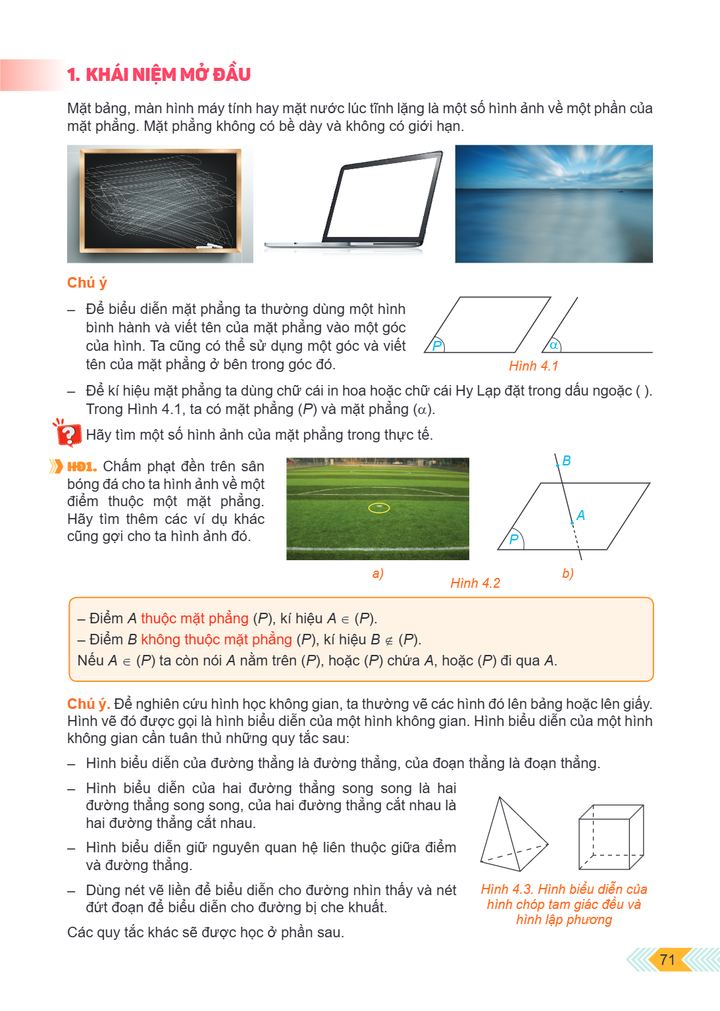 1. KHÁI NIỆM MỞ ĐẦU
Mặt bảng, màn hình máy tính hay mặt nước lúc tĩnh lặng là một số hình ảnh về một phần của
mặt phẳng. Mặt phẳng không có bề dày và không có giới hạn.
Chú ý
– Để biểu diễn mặt phẳng ta thường dùng một hình
bình hành và viết tên của mặt phẳng vào một góc
của hình. Ta cũng có thể sử dụng một góc và viết
tên của mặt phẳng ở bên trong góc đó.
P
α
Hình 4.1
– Để kí hiệu mặt phẳng ta dùng chữ cái in hoa hoặc chữ cái Hy Lạp đặt trong dấu ngoặc ( ).
Trong Hình 4.1, ta có mặt phẳng (P) và mặt phẳng (α).
? Hãy tìm một số hình ảnh của mặt phẳng trong thực tế.
HĐ1. Chấm phạt đền trên sân
bóng đá cho ta hình ảnh về một
điểm thuộc một mặt phẳng.
Hãy tìm thêm các ví dụ khác
cũng gợi cho ta hình ảnh đó.
B
A
P
a)
b)
Hình 4.2
– Điểm A thuộc mặt phẳng (P), kí hiệu A ∈ (P).
– Điểm B không thuộc mặt phẳng (P), kí hiệu B ∉ (P).
Nếu A ∈ (P) ta còn nói A nằm trên (P), hoặc (P) chứa A, hoặc (P) đi qua A.
Chú ý. Để nghiên cứu hình học không gian, ta thường vẽ các hình đó lên bảng hoặc lên giấy.
Hình vẽ đó được gọi là hình biểu diễn của một hình không gian. Hình biểu diễn của một hình
không gian cần tuân thủ những quy tắc sau:
– Hình biểu diễn của đường thẳng là đường thẳng, của đoạn thẳng là đoạn thẳng.
– Hình biểu diễn của hai đường thẳng song song là hai
đường thẳng song song, của hai đường thẳng cắt nhau là
hai đường thẳng cắt nhau.
– Hình biểu diễn giữ nguyên quan hệ liên thuộc giữa điểm
và đường thẳng.
– Dùng nét vẽ liền để biểu diễn cho đường nhìn thấy và nét
đứt đoạn để biểu diễn cho đường bị che khuất.
Hình 4.3. Hình biểu diễn của
hình chóp tam giác đều và
hình lập phương
Các quy tắc khác sẽ được học ở phần sau.
71